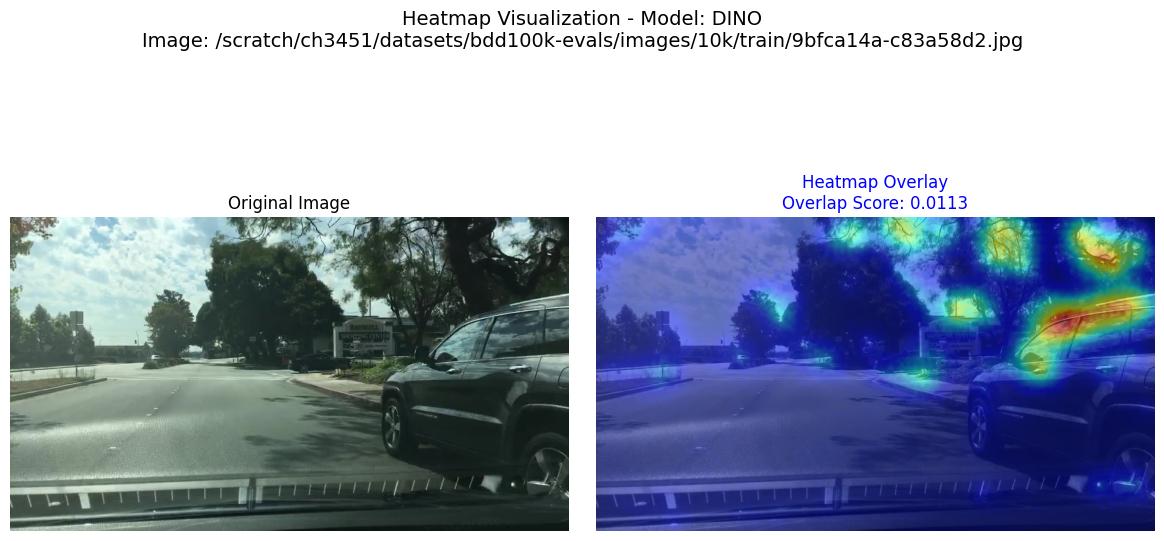 Heatmap Visualization - Model: DINO
Image: /scratch/ch3451/datasets/bdd100k-evals/images/10k/train/9bfca14a-c83a58d2.jpg
Original Image
Heatmap Overlay
Overlap Score: 0.0113